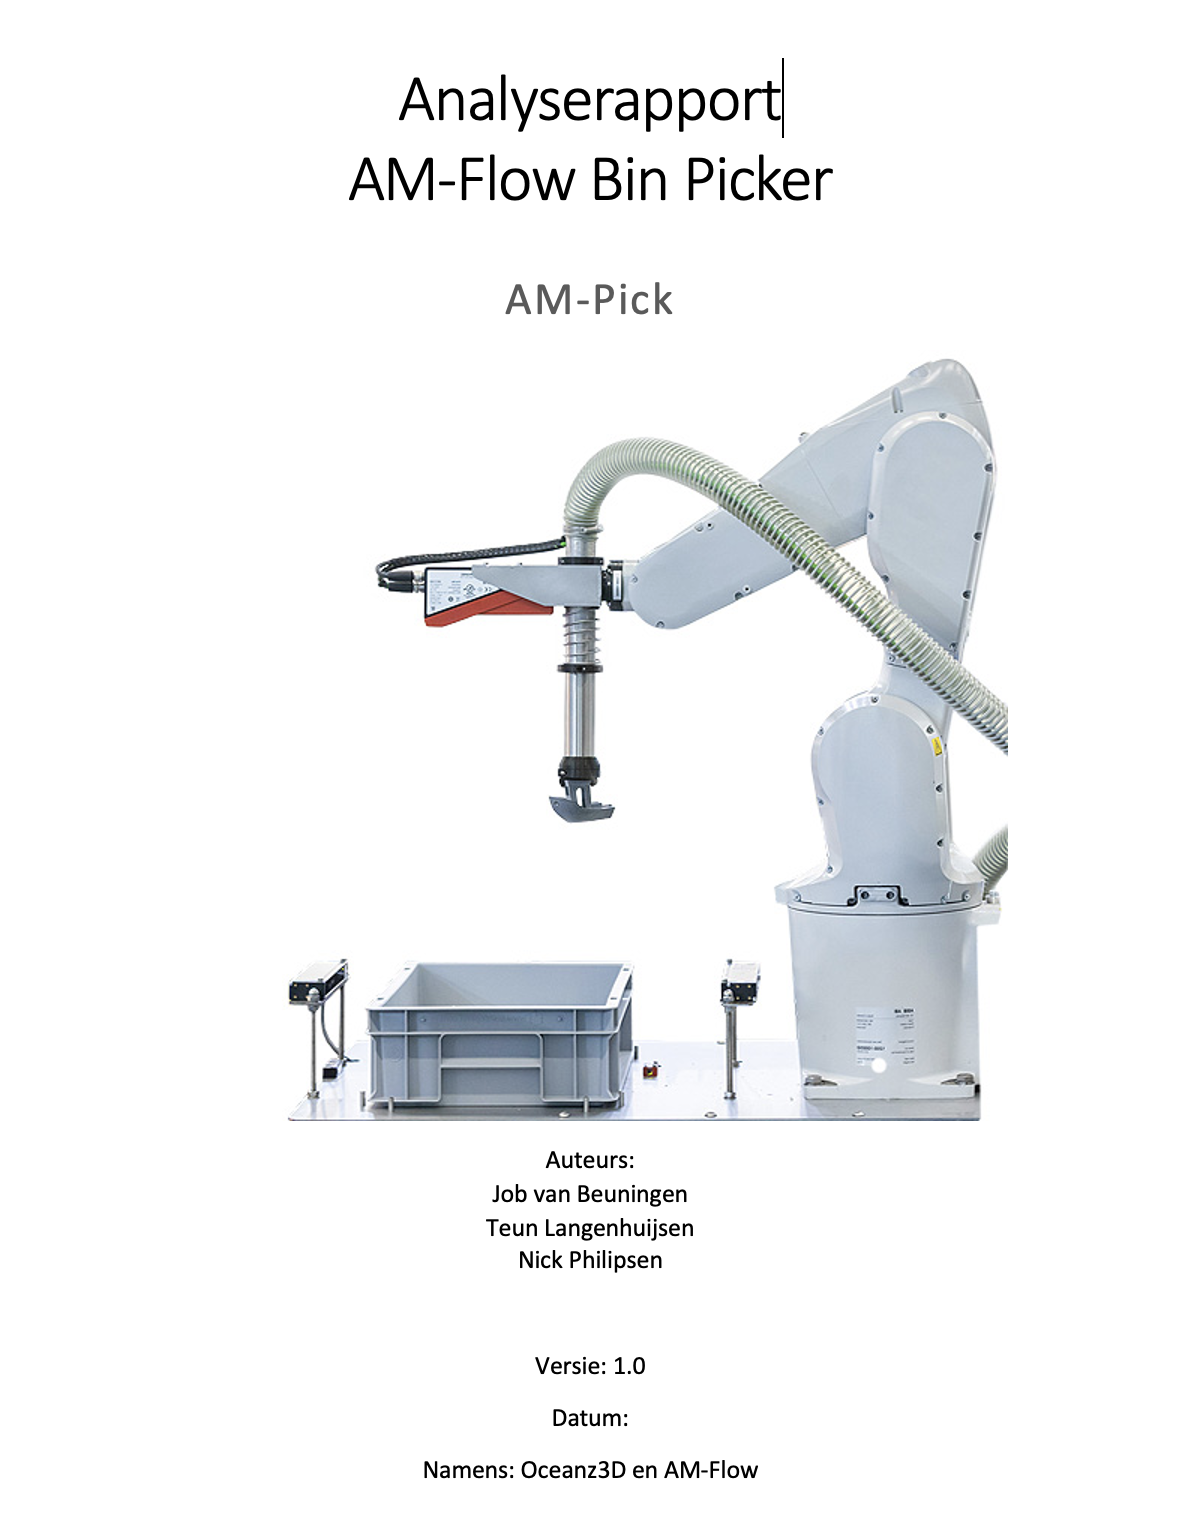 Analyserapport
AM-Flow Bin Picker
AM-Pick
Auteurs:
Job van Beuningen
Teun Langenhuijsen
Nick Philipsen
Versie: 1.0
Datum:
Namens: Oceanz3D en AM-Flow